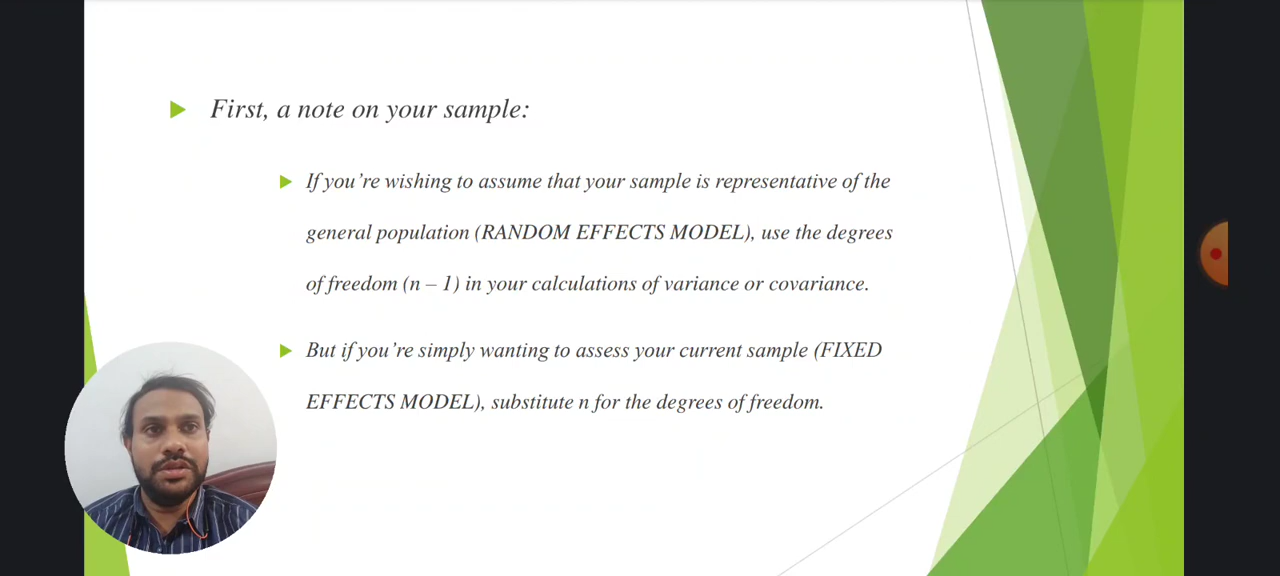 First, a note on your sample:
If you’re wishing to assume that your sample is representative of the
general population (RANDOM EFFECTS MODEL), use the degrees
of freedom (n – 1) in your calculations of variance or covariance.
But if you’re simply wanting to assess your current sample (FIXED
EFFECTS MODEL), substitute n for the degrees of freedom.